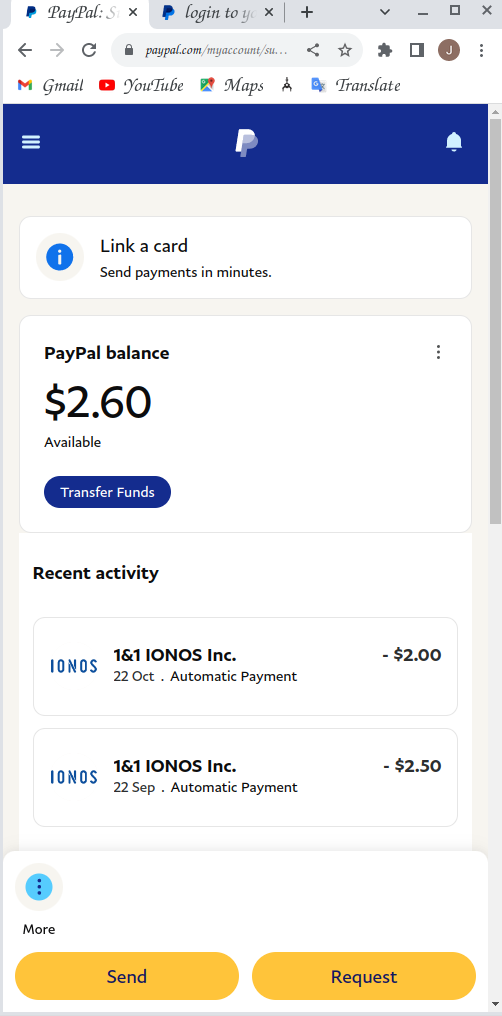 PayPal: Su
login to yo
paypal.com/myaccount/su...
J
Gmail
YouTube
Maps
Translate
Link a card
Send payments in minutes.
PayPal balance
$2.60
Available
Transfer Funds
Recent activity
IONOS
1&1 IONOS Inc.
- $2.00
22 Oct . Automatic Payment
IONOS
1&1 IONOS Inc.
- $2.50
22 Sep . Automatic Payment
More
Send
Request